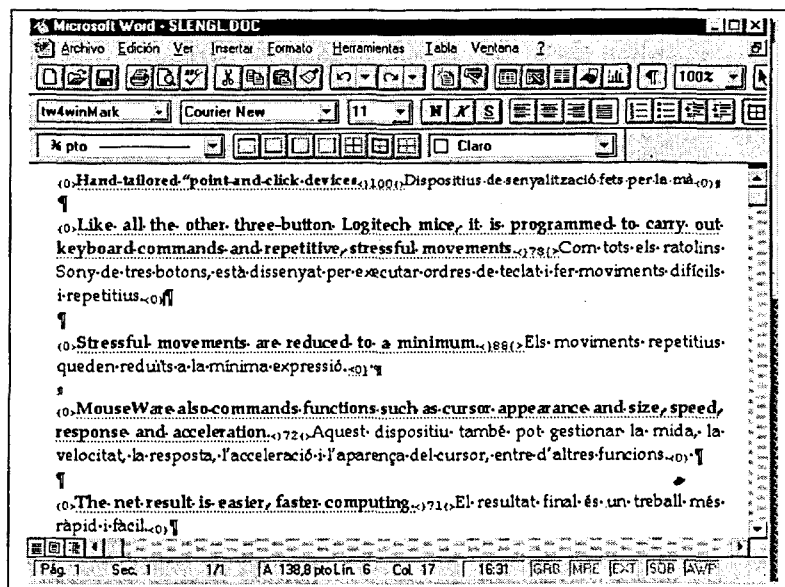 Microsoft Word - SLENGL.DOC
Archivo Edición Ver Insertar Formato Herramientas Tabla Ventana ?
100%
tw4winMark Courier New 11 N K S
¾ pto Claro
{0>Hand-tailored "point-and-click devices<}100{>Dispositius de senyalització fets per la mà<0}
¶
{0>Like all the other three-button Logitech mice, it is programmed to carry out
keyboard commands and repetitive, stressful movements.<}78{>Com tots els ratolins
Sony de tres botons, està dissenyat per executar ordres de teclat i fer moviments difícils
i repetitius.<0}¶
¶
{0>Stressful movements are reduced to a minimum.<}88{>Els moviments repetitius
queden reduïts a la mínima expressió.<0}¶
{0>MouseWare also commands functions such as cursor appearance and size, speed,
response and acceleration.<}72{>Aquest dispositiu també pot gestionar la mida, la
velocitat, la resposta, l'acceleració i l'aparença del cursor, entre d'altres funcions.<0}¶
¶
{0>The net result is easier, faster computing.<}71{>El resultat final és un treball més
ràpid i fàcil.<0}¶
Pág. 1 Sec. 1 1/1 A 138,8 pto Lín. 6 Col. 17 16:31 GRB MRE EXT SOB AWP